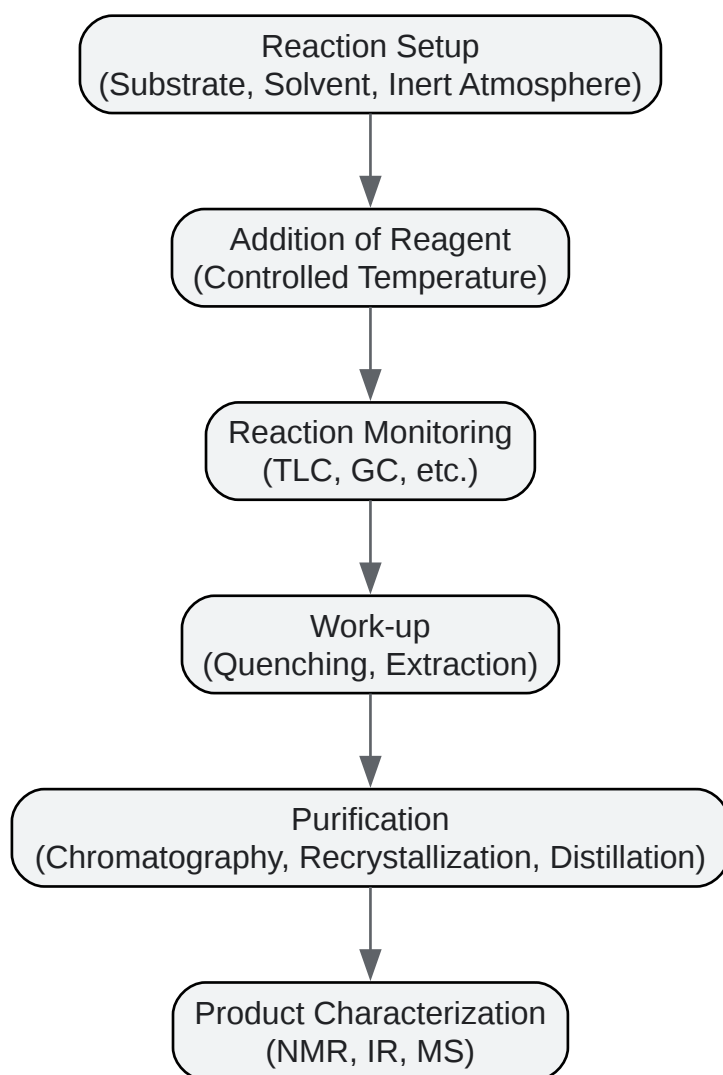 Reaction Setup
(Substrate, Solvent, Inert Atmosphere)
Addition of Reagent
(Controlled Temperature)
Reaction Monitoring
(TLC, GC, etc.)
Work-up
(Quenching, Extraction)
Purification
(Chromatography, Recrystallization, Distillation)
Product Characterization
(NMR, IR, MS)